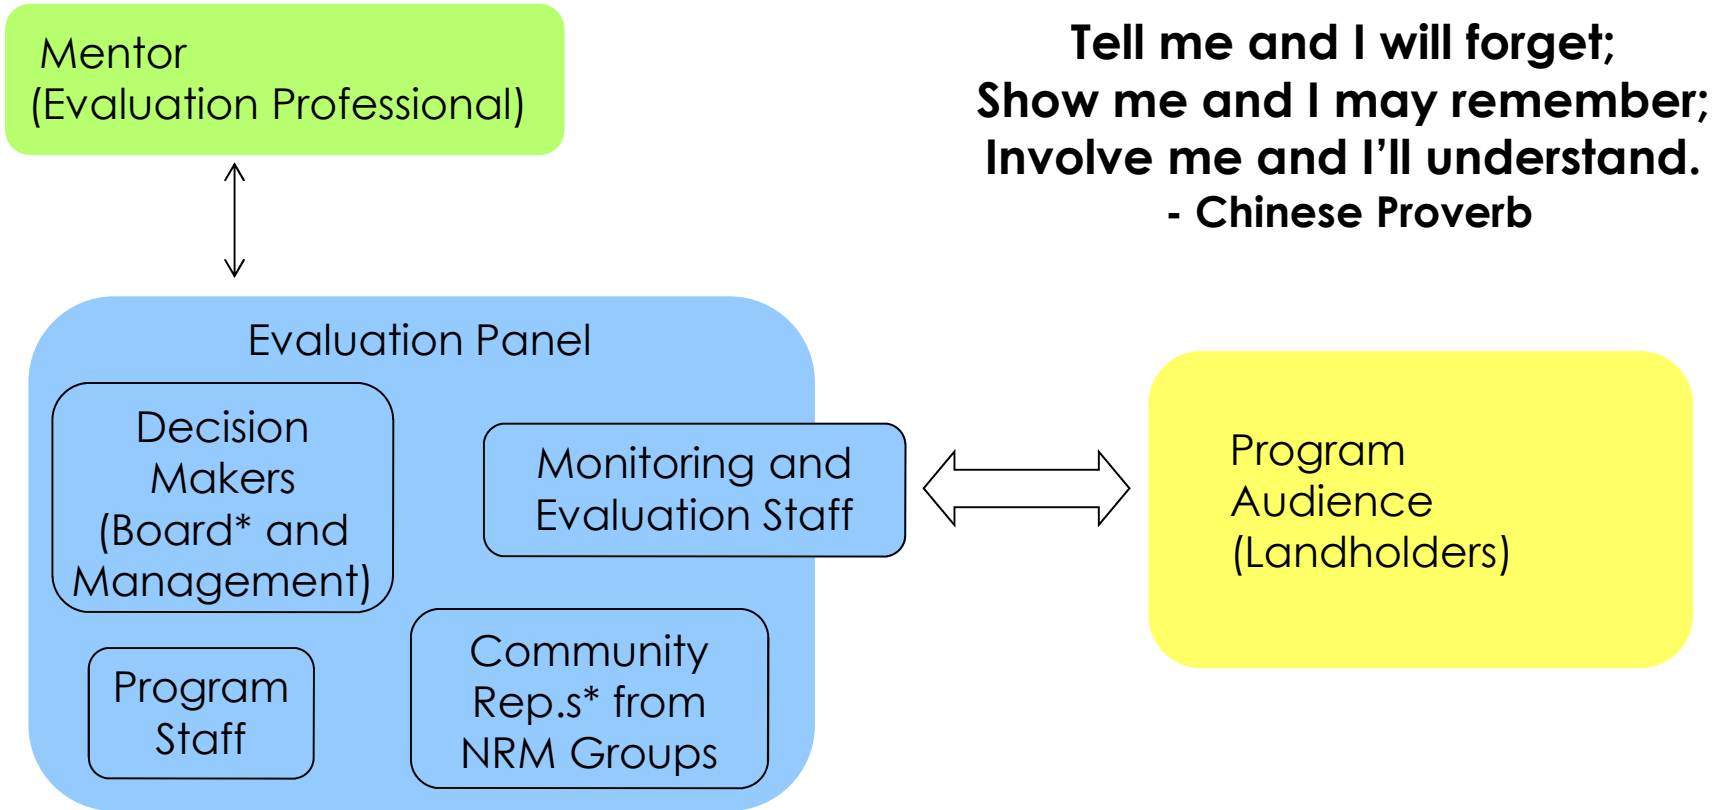 Mentor
(Evaluation Professional)
Tell me and I will forget;
Show me and I may remember;
Involve me and I’ll understand.
- Chinese Proverb
Evaluation Panel
Decision
Makers
(Board* and
Management)
Monitoring and
Evaluation Staff
Program
Staff
Community
Rep.s* from
NRM Groups
Program
Audience
(Landholders)